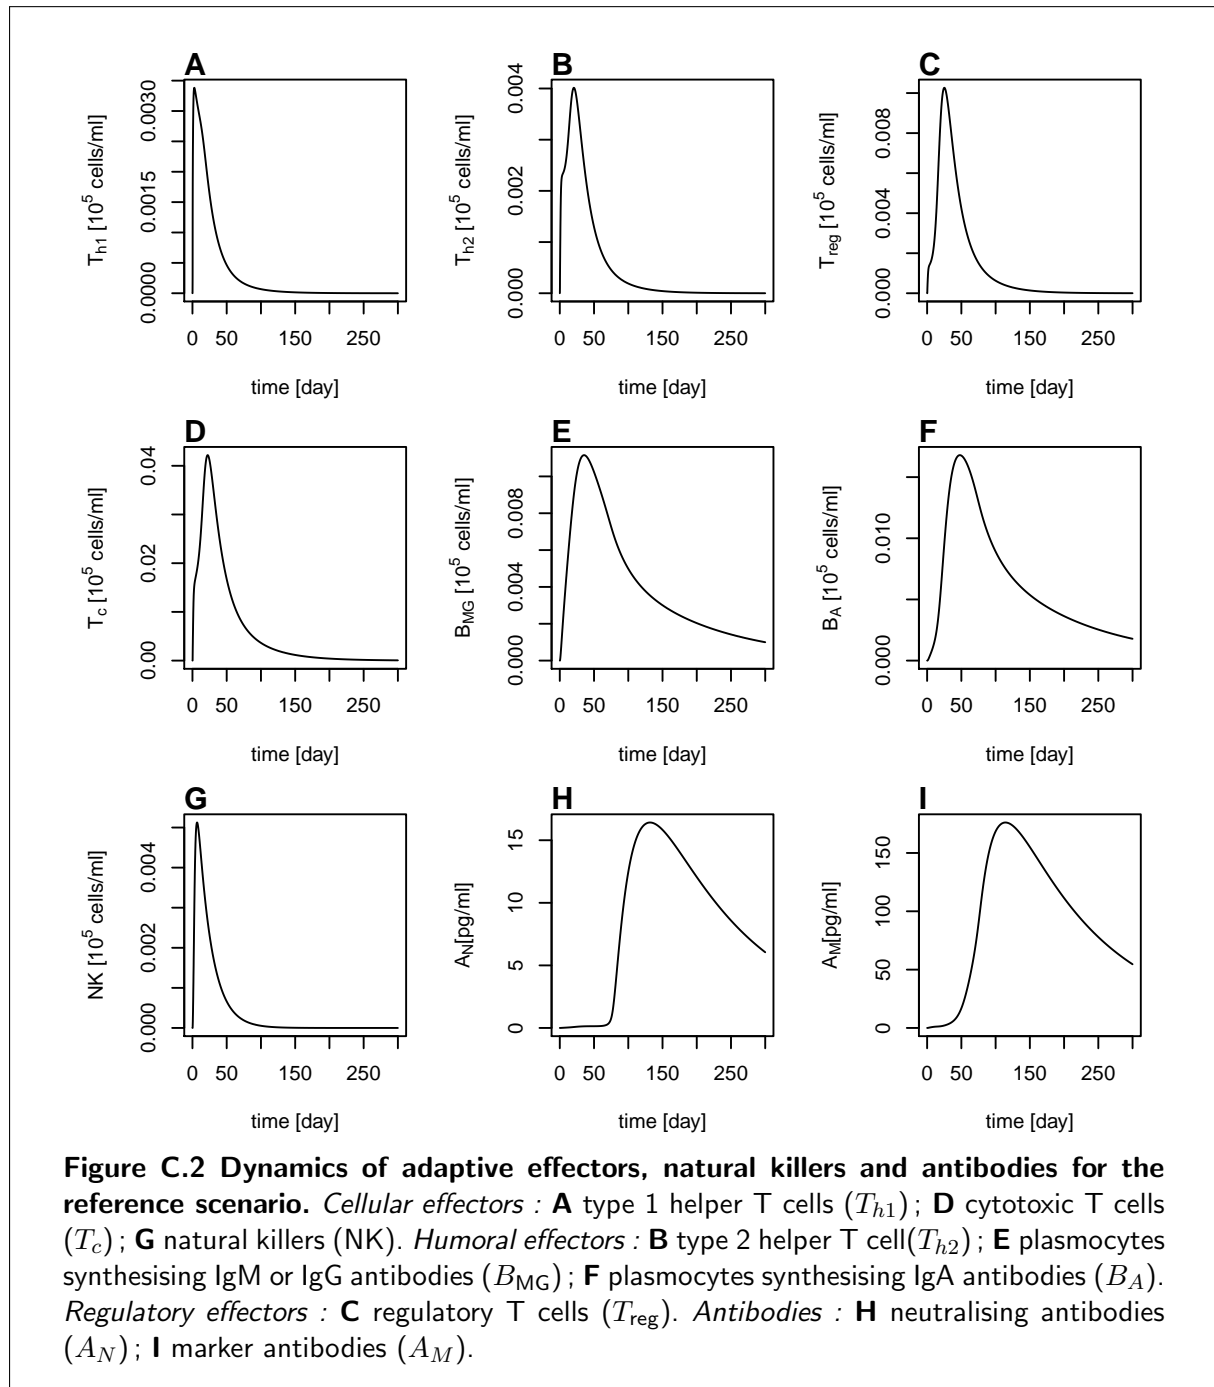 A
T_h1 [10^5 cells/ml]
0.0030
0.0015
0.0000
0 50 150 250
time [day]
B
T_h2 [10^5 cells/ml]
0.004
0.002
0.000
0 50 150 250
time [day]
C
T_reg [10^5 cells/ml]
0.008
0.004
0.000
0 50 150 250
time [day]
D
T_c [10^5 cells/ml]
0.04
0.02
0.00
0 50 150 250
time [day]
E
B_MG [10^5 cells/ml]
0.008
0.004
0.000
0 50 150 250
time [day]
F
B_A [10^5 cells/ml]
0.010
0.000
0 50 150 250
time [day]
G
NK [10^5 cells/ml]
0.004
0.002
0.000
0 50 150 250
time [day]
H
A_N[pg/ml]
15
10
5
0
0 50 150 250
time [day]
I
A_M[pg/ml]
150
100
50
0
0 50 150 250
time [day]
Figure C.2 Dynamics of adaptive effectors, natural killers and antibodies for the
reference scenario. Cellular effectors : A type 1 helper T cells (T_h1) ; D cytotoxic T cells
(T_c) ; G natural killers (NK). Humoral effectors : B type 2 helper T cell(T_h2) ; E plasmocytes
synthesising IgM or IgG antibodies (B_MG) ; F plasmocytes synthesising IgA antibodies (B_A).
Regulatory effectors : C regulatory T cells (T_reg). Antibodies : H neutralising antibodies
(A_N) ; I marker antibodies (A_M).